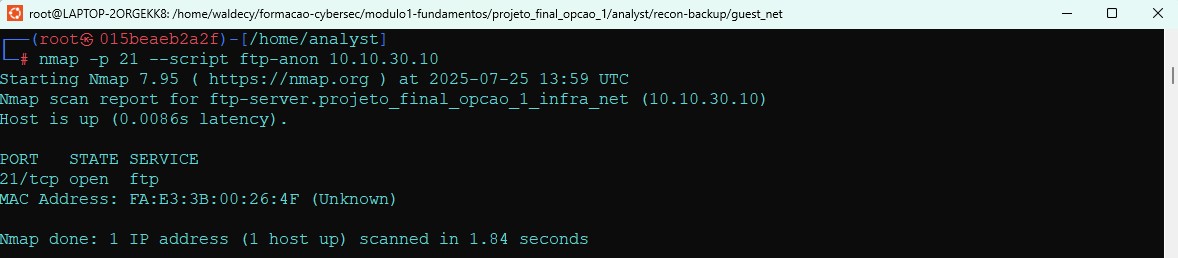 root@LAPTOP-2ORGEKK8: /home/waldecy/formacao-cybersec/modulo1-fundamentos/projeto_final_opcao_1/analyst/recon-backup/guest_net
┌──(root㉿ 015beaeb2a2f)-[/home/analyst]
└─# nmap -p 21 --script ftp-anon 10.10.30.10
Starting Nmap 7.95 ( https://nmap.org ) at 2025-07-25 13:59 UTC
Nmap scan report for ftp-server.projeto_final_opcao_1_infra_net (10.10.30.10)
Host is up (0.0086s latency).
PORT   STATE SERVICE
21/tcp open  ftp
MAC Address: FA:E3:3B:00:26:4F (Unknown)
Nmap done: 1 IP address (1 host up) scanned in 1.84 seconds